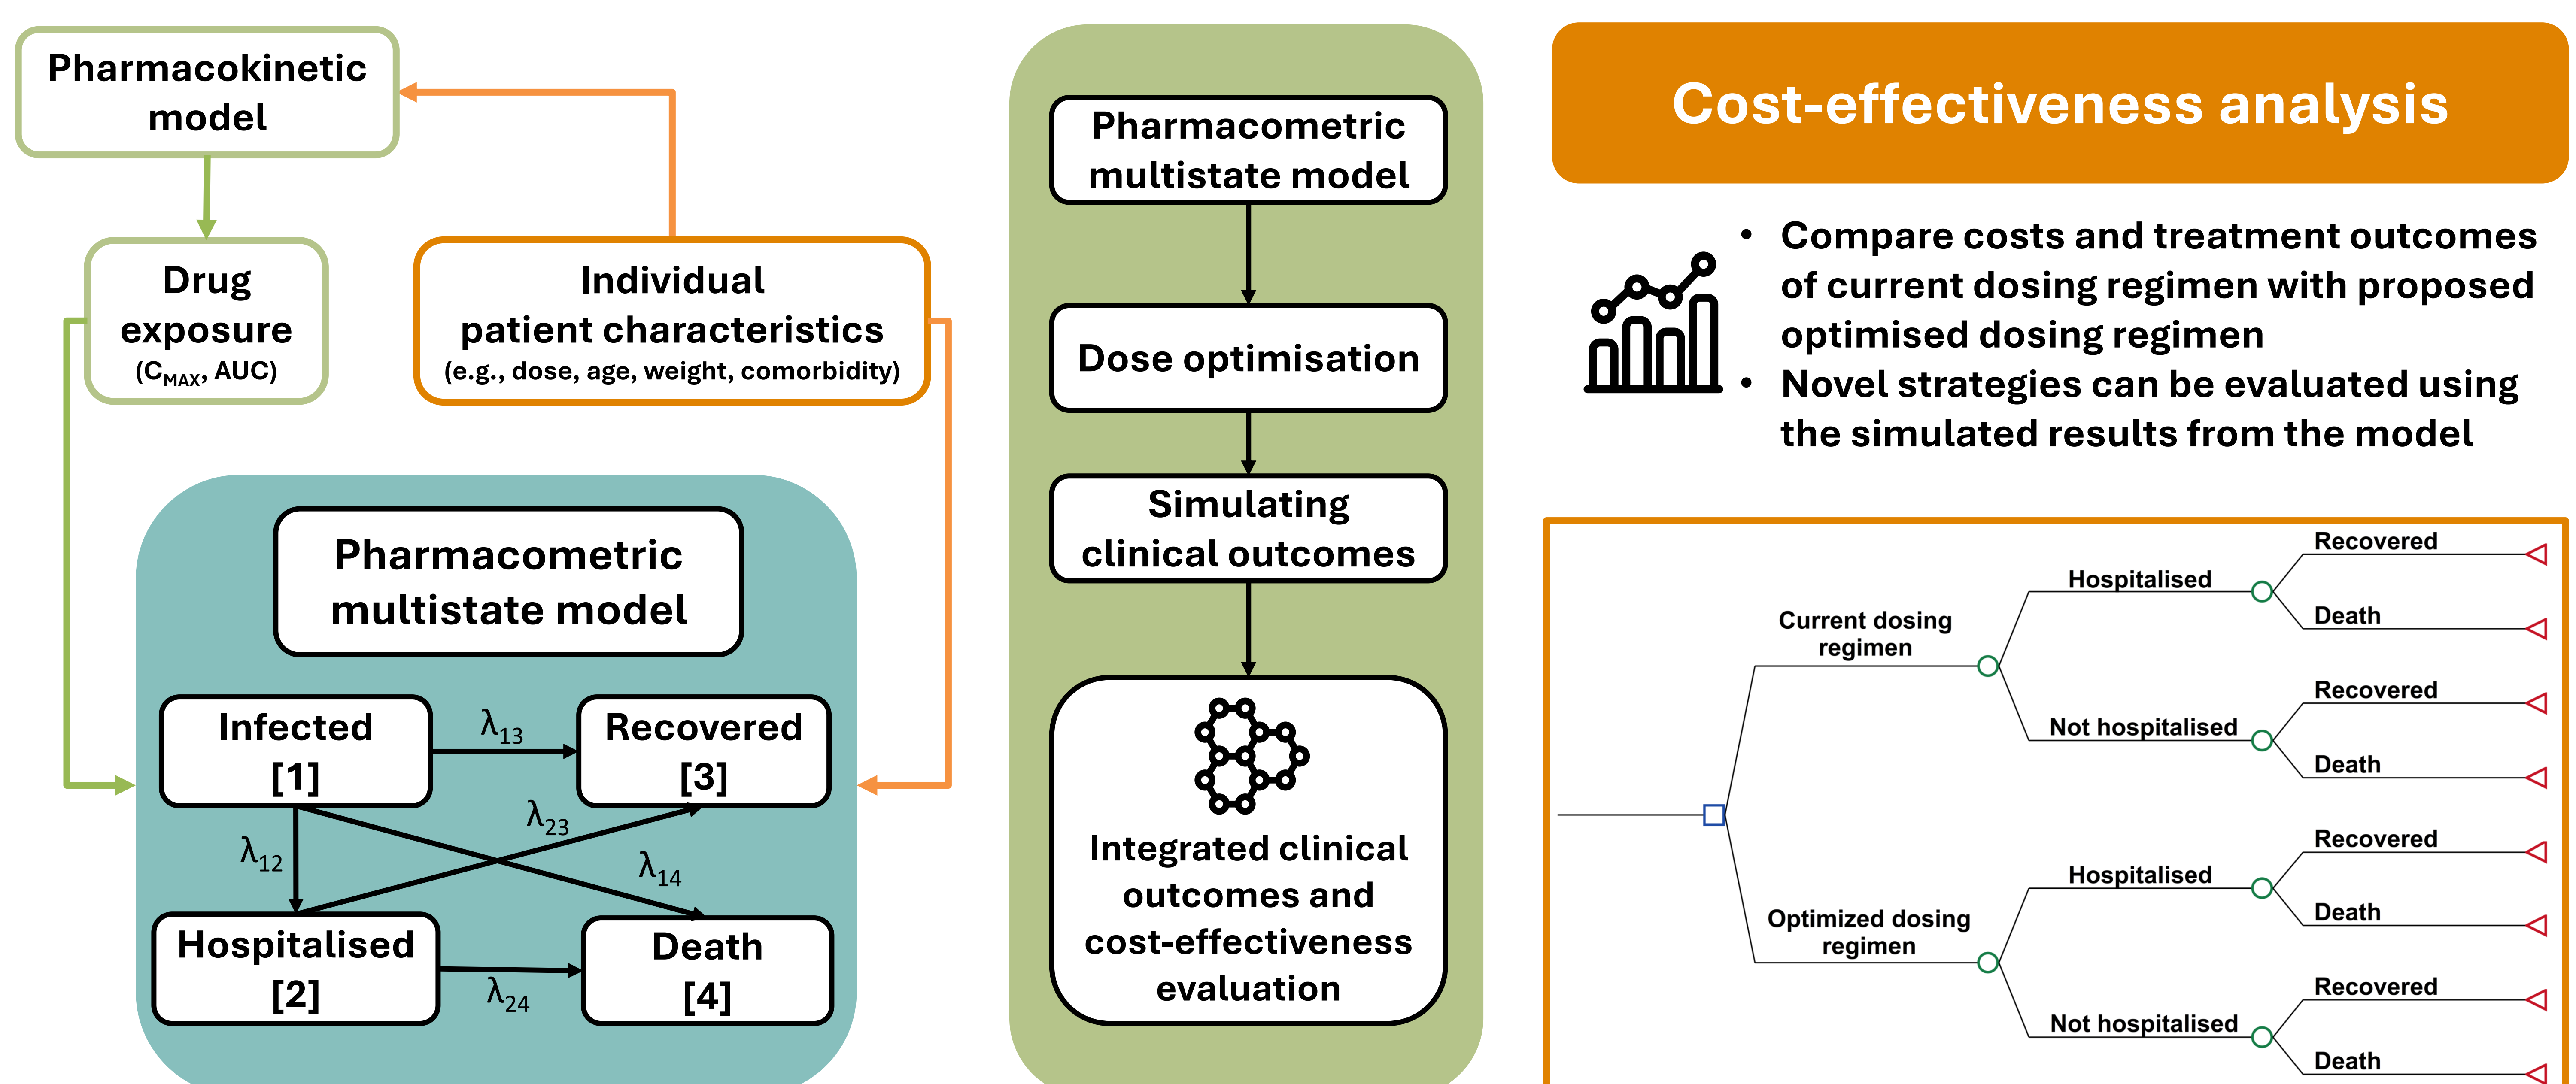 Pharmacokinetic
model
Drug
exposure
(CMAX, AUC)
Individual
patient characteristics
(e.g., dose, age, weight, comorbidity)
Pharmacometric
multistate model
Infected
[1]
λ13
Recovered
[3]
λ12
λ23
λ14
Hospitalised
[2]
λ24
Death
[4]
Pharmacometric
multistate model
Dose optimisation
Simulating
clinical outcomes
Integrated clinical
outcomes and
cost-effectiveness
evaluation
Cost-effectiveness analysis
• Compare costs and treatment outcomes
of current dosing regimen with proposed
optimised dosing regimen
• Novel strategies can be evaluated using
the simulated results from the model
Current dosing
regimen
Hospitalised
Recovered
Death
Not hospitalised
Recovered
Death
Optimized dosing
regimen
Hospitalised
Recovered
Death
Not hospitalised
Recovered
Death